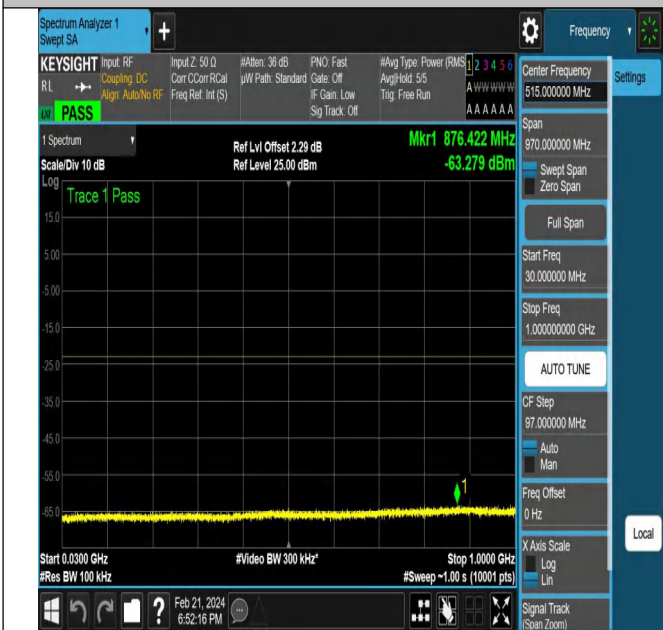 Spectrum Analyzer 1
Swept SA
+
Frequency
KEYSIGHT
RL
PASS
Input: RF
Coupling: DC
Align: Auto/No RF
Input Z: 50 Ω
Corr CCorr RCal
Freq Ref: Int (S)
#Atten: 36 dB
µW Path: Standard
PNO: Fast
Gate: Off
IF Gain: Low
Sig Track: Off
#Avg Type: Power (RMS
Avg|Hold: 5/5
Trig: Free Run
1 2 3 4 5 6
A W W W W W
A A A A A A
1 Spectrum
Scale/Div 10 dB
Ref Lvl Offset 2.29 dB
Ref Level 25.00 dBm
Mkr1 876.422 MHz
-63.279 dBm
Log
Trace 1 Pass
15.0
5.00
-5.00
-15.0
-25.0
-35.0
-45.0
-55.0
-65.0
1
Start 0.0300 GHz
#Res BW 100 kHz
#Video BW 300 kHz*
Stop 1.0000 GHz
#Sweep ~1.00 s (10001 pts)
?
Feb 21, 2024
6:52:16 PM
Center Frequency
515.000000 MHz
Settings
Span
970.000000 MHz
Swept Span
Zero Span
Full Span
Start Freq
30.000000 MHz
Stop Freq
1.000000000 GHz
AUTO TUNE
CF Step
97.000000 MHz
Auto
Man
Freq Offset
0 Hz
X Axis Scale
Log
Lin
Local
Signal Track
(Span Zoom)